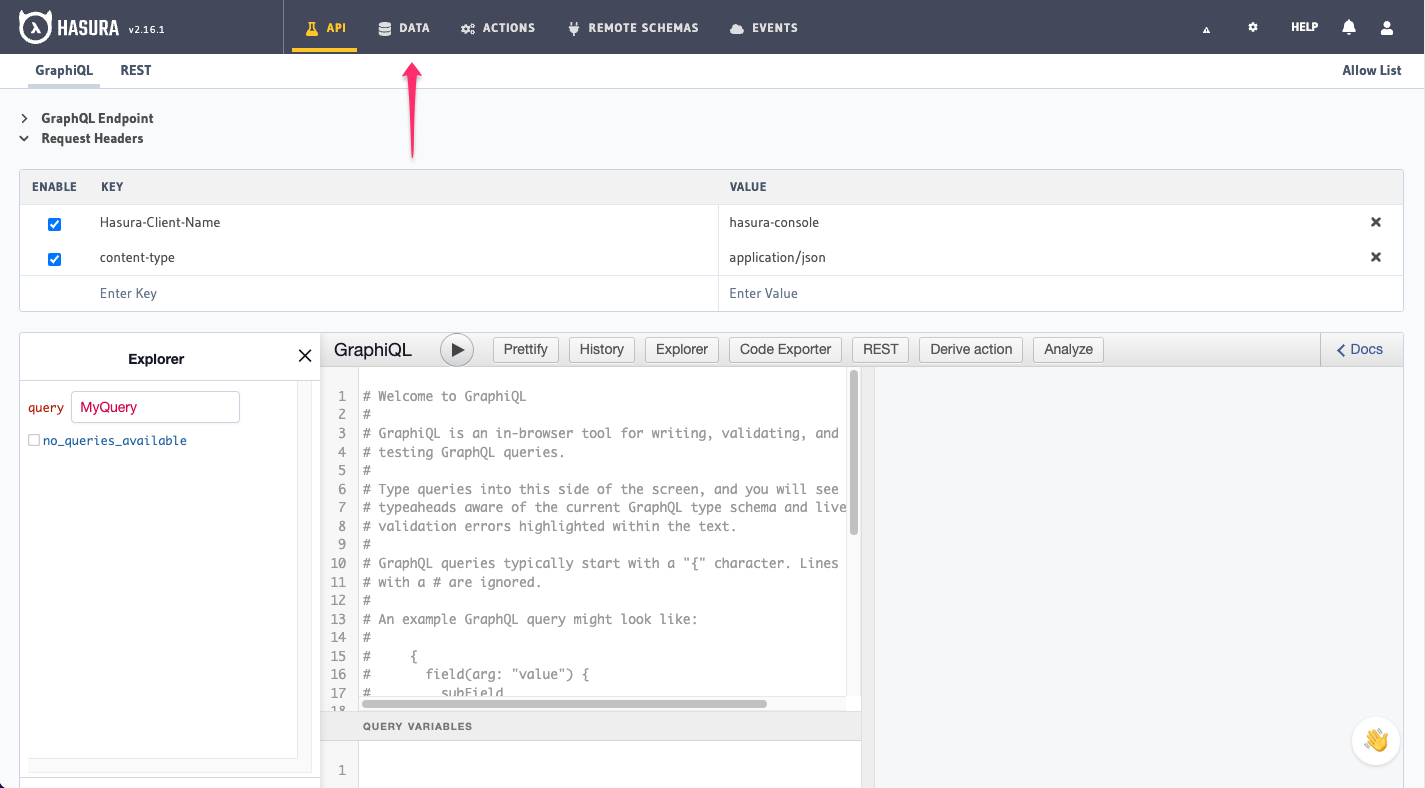 HASURA v2.16.1 API DATA ACTIONS REMOTE SCHEMAS EVENTS HELP
GraphiQL REST Allow List
GraphQL Endpoint
Request Headers
ENABLE KEY VALUE
Hasura-Client-Name hasura-console
content-type application/json
Enter Key Enter Value
Explorer
GraphiQL Prettify History Explorer Code Exporter REST Derive action Analyze Docs
query MyQuery
no_queries_available
1 # Welcome to GraphiQL
2 #
3 # GraphiQL is an in-browser tool for writing, validating, and
4 # testing GraphQL queries.
5 #
6 # Type queries into this side of the screen, and you will see
7 # typeaheads aware of the current GraphQL type schema and live
8 # validation errors highlighted within the text.
9 #
10 # GraphQL queries typically start with a "{" character. Lines
11 # with a # are ignored.
12 #
13 # An example GraphQL query might look like:
14 #
15 # {
16 # field(arg: "value") {
17 # subField
18
QUERY VARIABLES
1